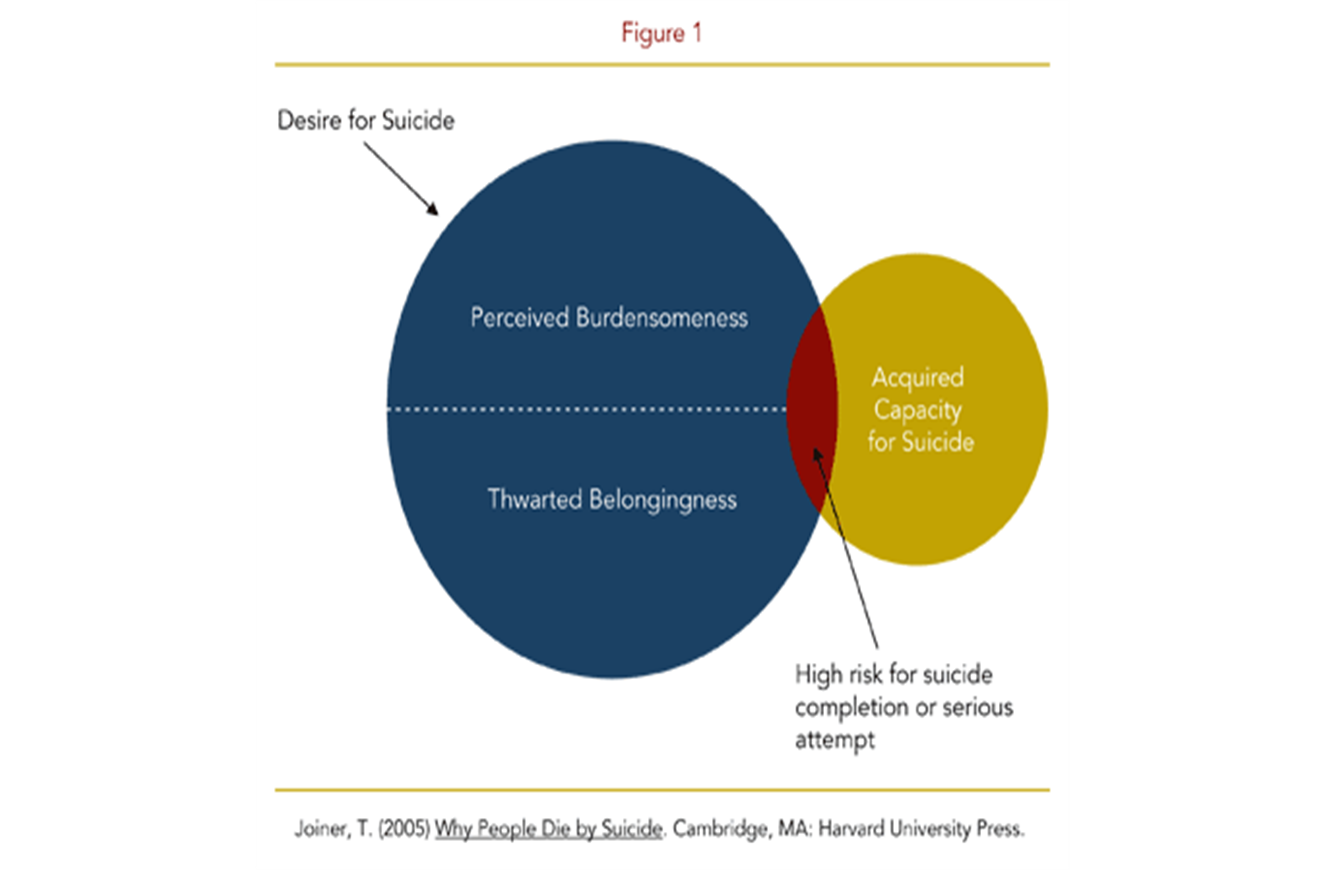 Figure 1
Desire for Suicide
Perceived Burdensomeness
Acquired
Capacity
for Suicide
Thwarted Belongingness
High risk for suicide
completion or serious
attempt
Joiner, T. (2005) Why People Die by Suicide. Cambridge, MA: Harvard University Press.